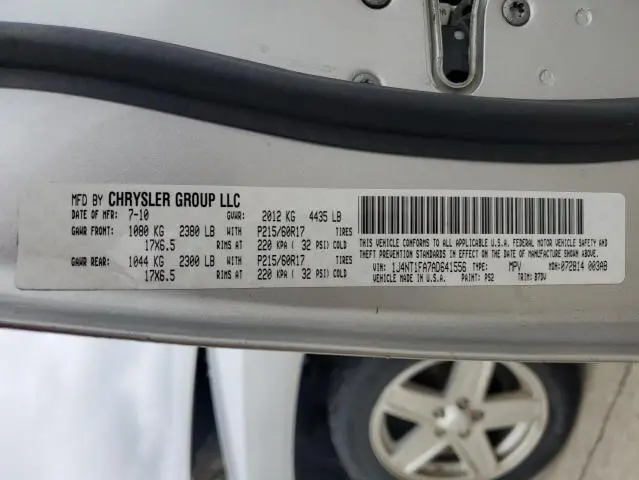 MFD BY CHRYSLER GROUP LLC
DATE OF MFR: 7-10 GVWR: 2012 KG 4435 LB
GAWR FRONT: 1080 KG 2380 LB P215/60R17
17X6.5 RIMS AT 220 KPA ( 32 PSI) COLD
GAWR REAR: 1044 KG 2300 LB P215/60R17
17X6.5 RIMS AT 220 KPA ( 32 PSI) COLD
THIS VEHICLE CONFORMS TO ALL APPLICABLE U.S.A. FEDERAL MOTOR VEHICLE SAFETY AND
THEFT PREVENTION STANDARDS IN EFFECT ON THE DATE OF MANUFACTURE SHOWN ABOVE.
VIN: 1J4NT1FA7AD641556 TYPE: MPV MDH:072814 003AB
VEHICLE MADE IN U.S.A. PAINT: PS2 TRIM: B7DV